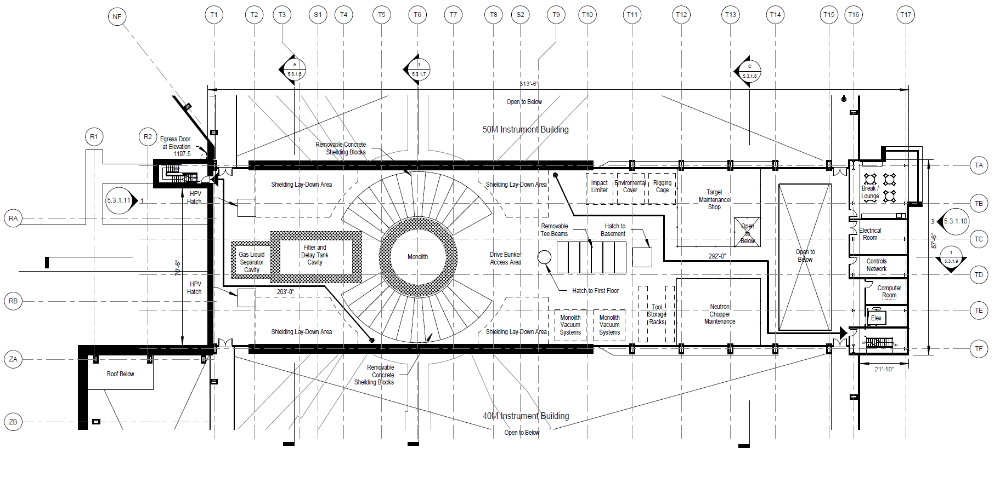 NF
T1
T2
T3
S1
T4
T5
T6
T7
T8
S2
T9
T10
T11
T12
T13
T14
T15
T16
T17
A
5.3.1.6
1
5.3.1.7
C
5.3.1.8
313'-6"
Open to Below
50M Instrument Building
R1
R2
Egress Door
at Elevation
1107.5
Removable Concrete
Sheilding Blocks
TA
Shielding Lay-Down Area
Shielding Lay-Down Area
Impact
Limiter
Enviromental
Cover
Rigging
Cage
Target
Maintenance
Shop
Break /
Lounge
HPV
Hatch
5.3.1.11
1
TB
RA
3
5.3.1.10
Removable
Tee Beams
Hatch to
Basement
Open
to
Below
Electrical
Room
TC
87'-6"
Gas Liquid
Separator
Cavity
Filter and
Delay Tank
Cavity
Monolith
Drive Bunker
Access Area
292'-0"
Open to
Below
1
5.3.1.9
Controls
Network
70'-6"
TD
HPV
Hatch
203'-0"
Hatch to First Floor
Computer
Room
RB
Tool
Storage
Racks
Neutron
Chopper
Maintenance
TE
Monolith
Vacuum
Systems
Monolith
Vacuum
Systems
Elev
Shielding Lay-Down Area
Shielding Lay-Down Area
UP
DN
TF
ZA
21'-10"
Roof Below
Removable
Concrete
Sheilding Blocks
40M Instrument Building
ZB
Open to Below